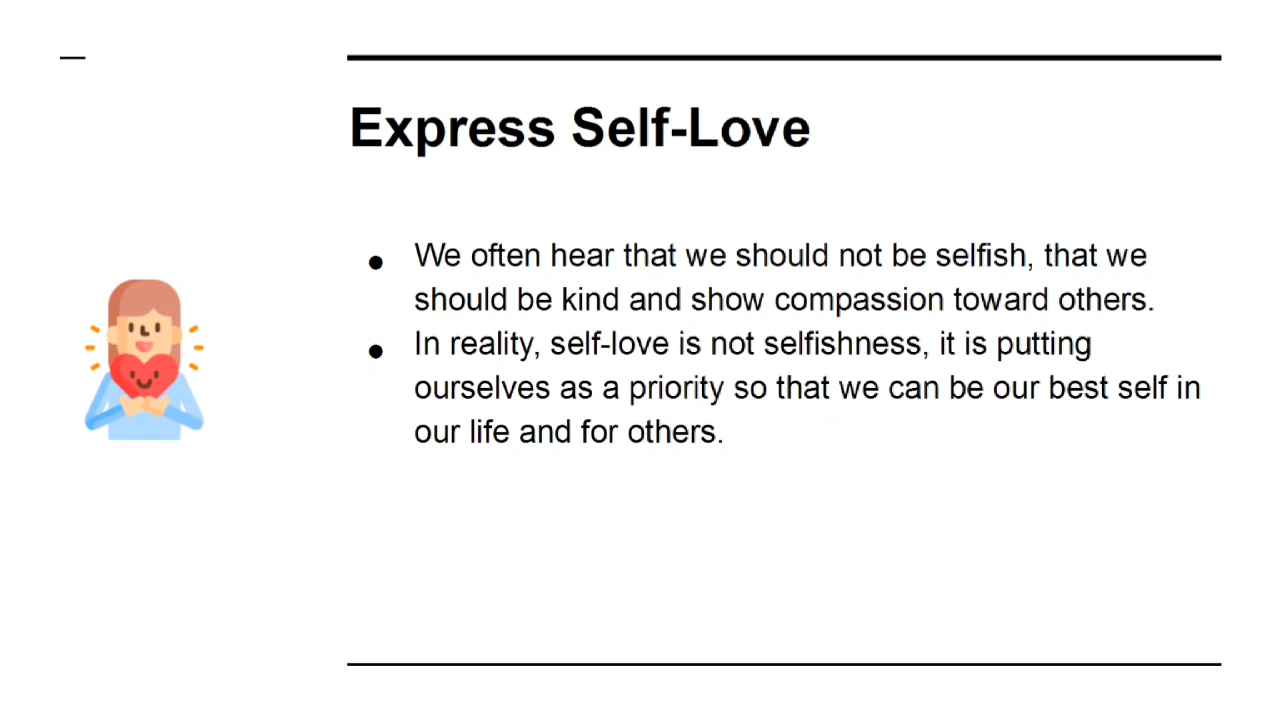 Express Self-Love
● We often hear that we should not be selfish, that we
should be kind and show compassion toward others.
● In reality, self-love is not selfishness, it is putting
ourselves as a priority so that we can be our best self in
our life and for others.